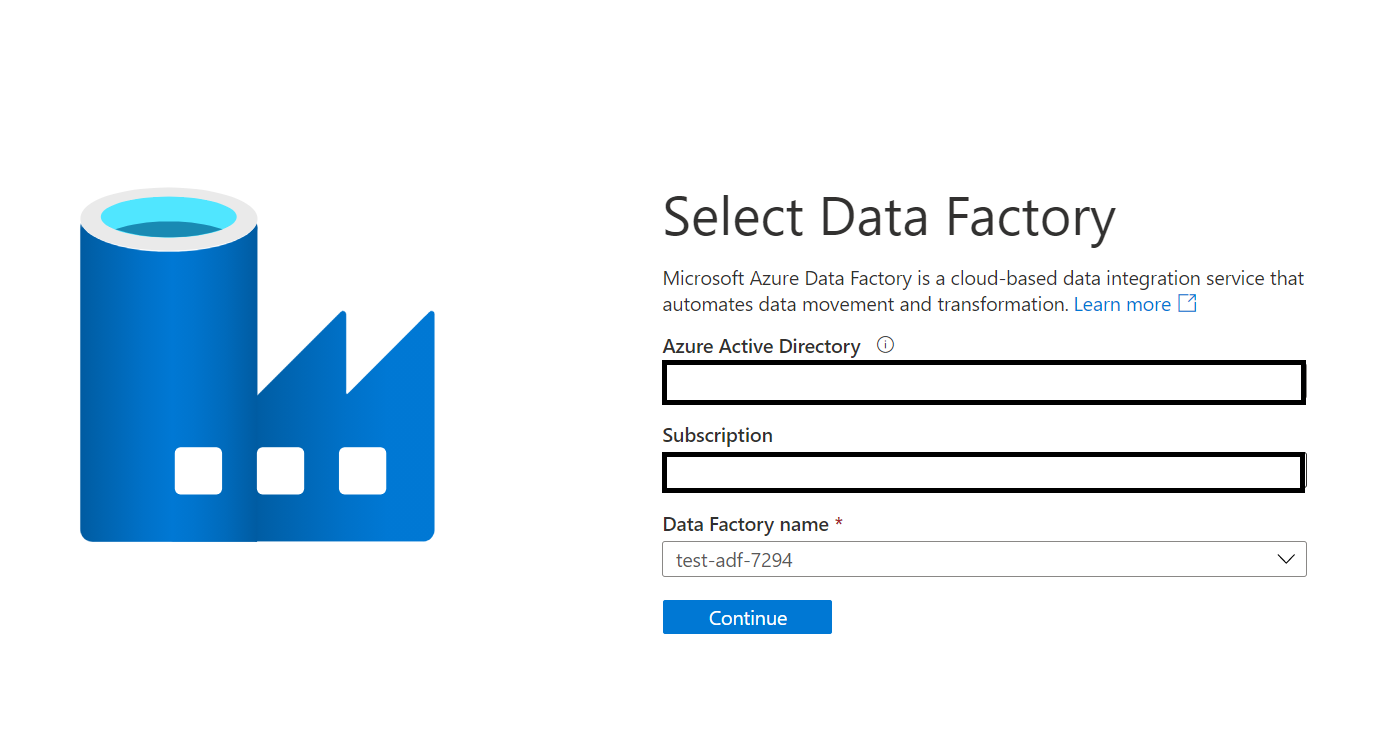 Select Data Factory
Microsoft Azure Data Factory is a cloud-based data integration service that
automates data movement and transformation. Learn more
Azure Active Directory
Subscription
Data Factory name *
test-adf-7294
Continue